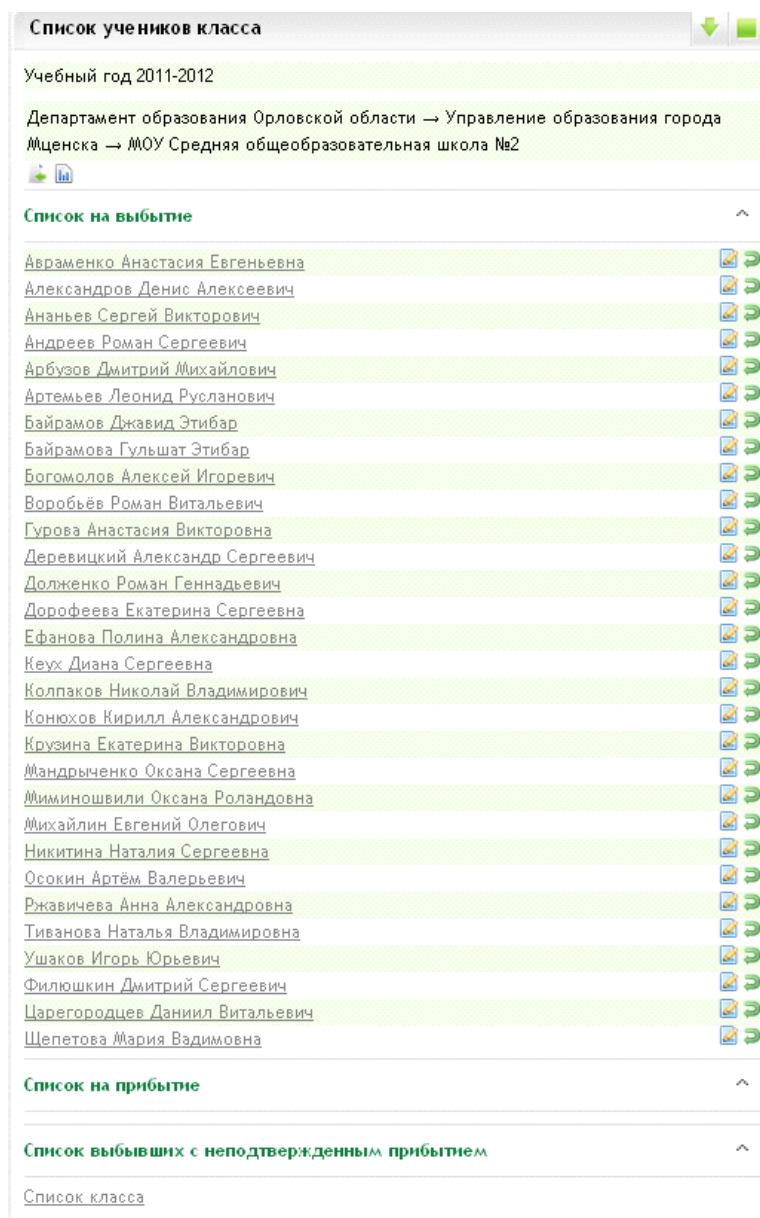 Список учеников класса
Учебный год 2011-2012
Департамент образования Орловской области → Управление образования города
Мценска → МОУ Средняя общеобразовательная школа №2
Список на выбытие
Авраменко Анастасия Евгеньевна
Александров Денис Алексеевич
Ананьев Сергей Викторович
Андреев Роман Сергеевич
Арбузов Дмитрий Михайлович
Артемьев Леонид Русланович
Байрамов Джавид Этибар
Байрамова Гульшат Этибар
Богомолов Алексей Игоревич
Воробьёв Роман Витальевич
Гурова Анастасия Викторовна
Деревицкий Александр Сергеевич
Долженко Роман Геннадьевич
Дорофеева Екатерина Сергеевна
Ефанова Полина Александровна
Кеух Диана Сергеевна
Колпаков Николай Владимирович
Конюхов Кирилл Александрович
Крузина Екатерина Викторовна
Мандрыченко Оксана Сергеевна
Миминошвили Оксана Роландовна
Михайлин Евгений Олегович
Никитина Наталия Сергеевна
Осокин Артём Валерьевич
Ржавичева Анна Александровна
Тиванова Наталья Владимировна
Ушаков Игорь Юрьевич
Филюшкин Дмитрий Сергеевич
Царегородцев Даниил Витальевич
Щепетова Мария Вадимовна
Список на прибытие
Список выбывших с неподтвержденным прибытием
Список класса